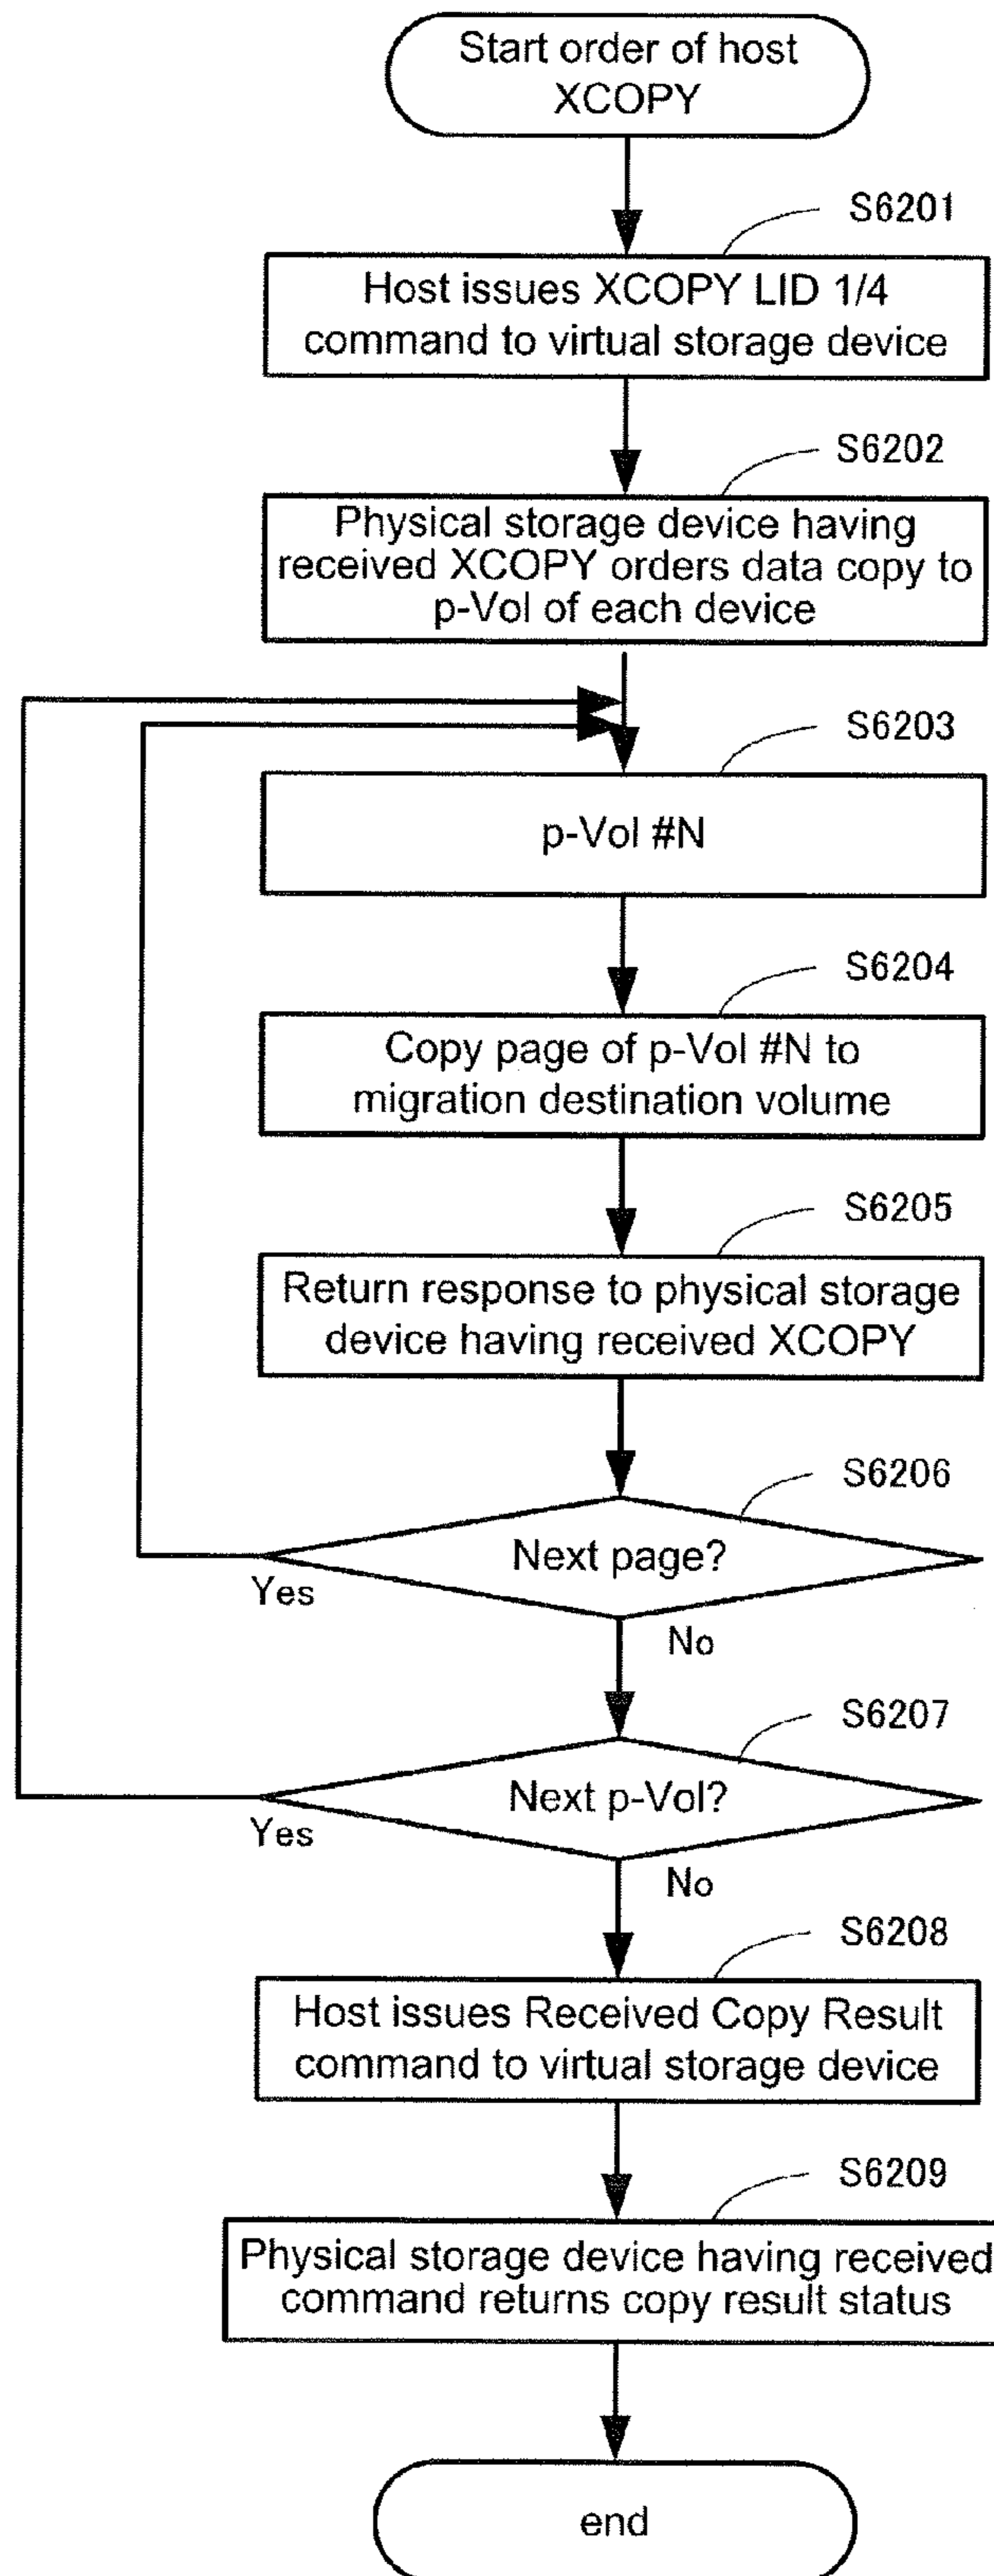 Start order of host
XCOPY
S6201
Host issues XCOPY LID 1/4
command to virtual storage device
S6202
Physical storage device having
received XCOPY orders data copy to
p-Vol of each device
S6203
p-Vol #N
S6204
Copy page of p-Vol #N to
migration destination volume
S6205
Return response to physical storage
device having received XCOPY
S6206
Next page?
Yes
No
S6207
Next p-Vol?
Yes
No
S6208
Host issues Received Copy Result
command to virtual storage device
S6209
Physical storage device having received
command returns copy result status
end